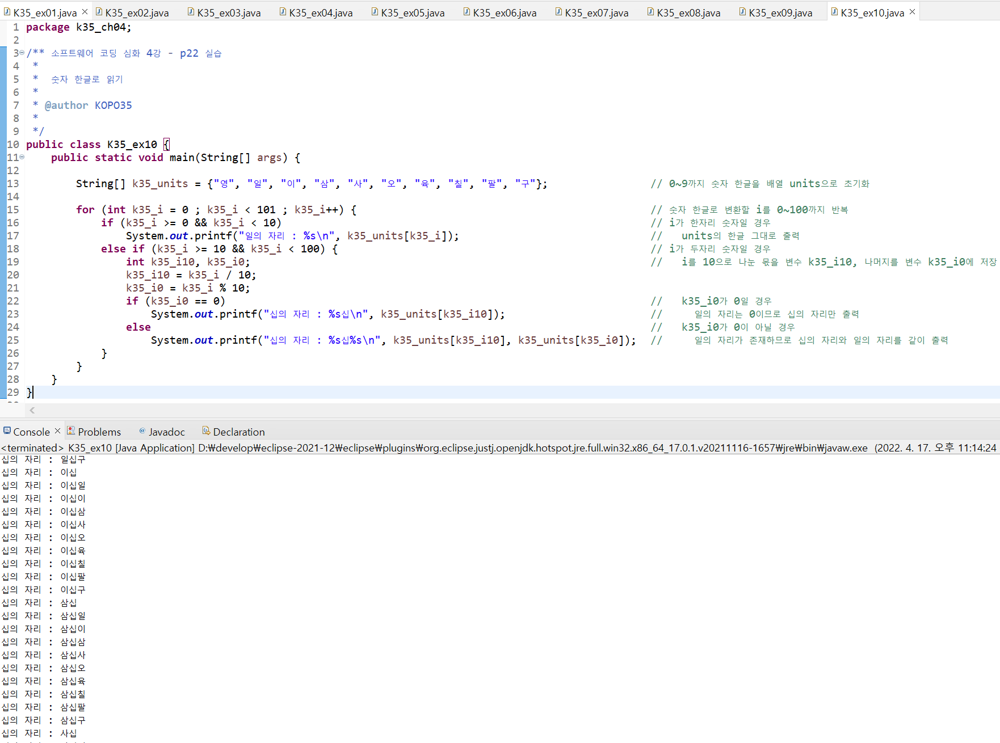 K35_ex01.java K35_ex02.java K35_ex03.java K35_ex04.java K35_ex05.java K35_ex06.java K35_ex07.java K35_ex08.java K35_ex09.java K35_ex10.java
1 package k35_ch04;
2
3 /** 소프트웨어 코딩 심화 4강 - p22 실습
4 *
5 * 숫자 한글로 읽기
6 *
7 * @author KOPO35
8 *
9 */
10 public class K35_ex10 {
11 public static void main(String[] args) {
12
13 String[] k35_units = {"영", "일", "이", "삼", "사", "오", "육", "칠", "팔", "구"}; // 0~9까지 숫자 한글을 배열 units으로 초기화
14
15 for (int k35_i = 0 ; k35_i < 101 ; k35_i++) { // 숫자 한글로 변환할 i를 0~100까지 반복
16 if (k35_i >= 0 && k35_i < 10) // i가 한자리 숫자일 경우
17 System.out.printf("일의 자리 : %s\n", k35_units[k35_i]); // units의 한글 그대로 출력
18 else if (k35_i >= 10 && k35_i < 100) { // i가 두자리 숫자일 경우
19 int k35_i10, k35_i0; // i를 10으로 나눈 몫을 변수 k35_i10, 나머지를 변수 k35_i0에 저장
20 k35_i10 = k35_i / 10;
21 k35_i0 = k35_i % 10;
22 if (k35_i0 == 0) // k35_i0가 0일 경우
23 System.out.printf("십의 자리 : %s십\n", k35_units[k35_i10]); // 일의 자리는 0이므로 십의 자리만 출력
24 else // k35_i0가 0이 아닐 경우
25 System.out.printf("십의 자리 : %s십%s\n", k35_units[k35_i10], k35_units[k35_i0]); // 일의 자리가 존재하므로 십의 자리와 일의 자리를 같이 출력
26 }
27 }
28 }
29 }
Console Problems @ Javadoc Declaration
<terminated> K35_ex10 [Java Application] D:₩develop₩eclipse-2021-12₩eclipse₩plugins₩org.eclipse.justj.openjdk.hotspot.jre.full.win32.x86_64_17.0.1.v20211116-1657₩jre₩bin₩javaw.exe (2022. 4. 17. 오후 11:14:24
십의 자리 : 일십구
십의 자리 : 이십
십의 자리 : 이십일
십의 자리 : 이십이
십의 자리 : 이십삼
십의 자리 : 이십사
십의 자리 : 이십오
십의 자리 : 이십육
십의 자리 : 이십칠
십의 자리 : 이십팔
십의 자리 : 이십구
십의 자리 : 삼십
십의 자리 : 삼십일
십의 자리 : 삼십이
십의 자리 : 삼십삼
십의 자리 : 삼십사
십의 자리 : 삼십오
십의 자리 : 삼십육
십의 자리 : 삼십칠
십의 자리 : 삼십팔
십의 자리 : 삼십구
십의 자리 : 사십